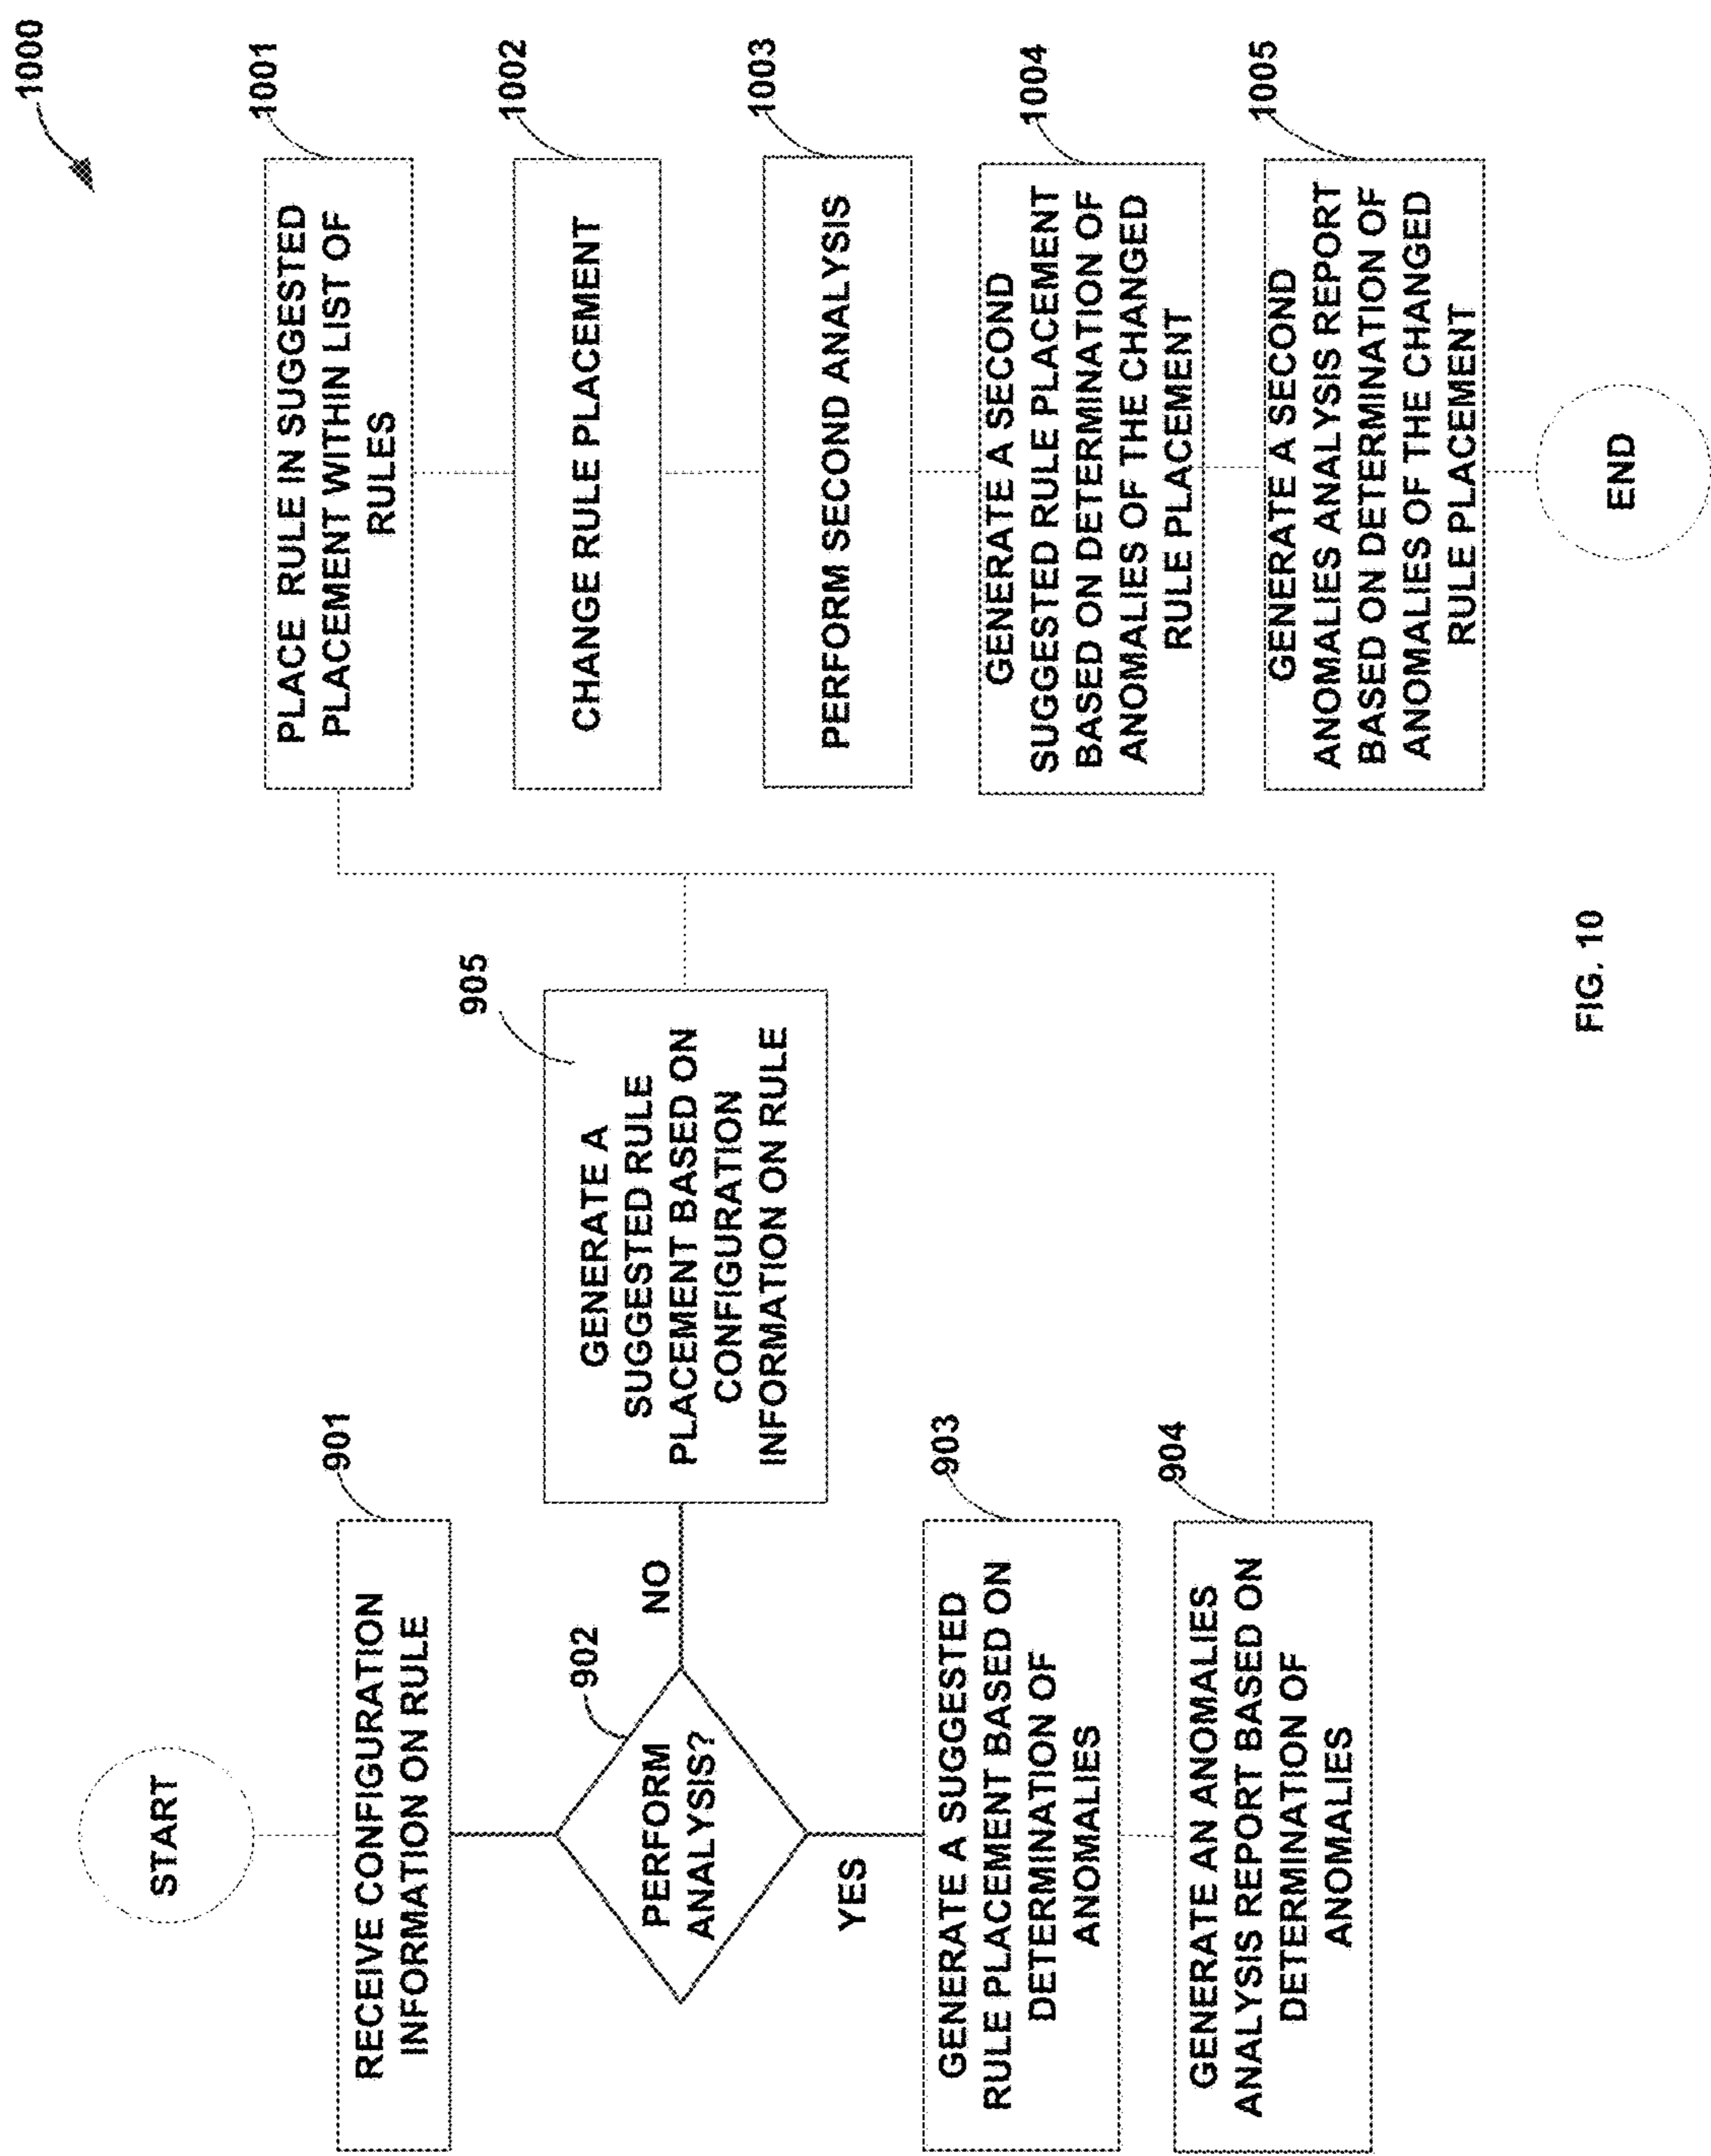 1000
START
901
RECEIVE CONFIGURATION
INFORMATION ON RULE
902
PERFORM
ANALYSIS?
NO
YES
905
GENERATE A
SUGGESTED RULE
PLACEMENT BASED ON
CONFIGURATION
INFORMATION ON RULE
903
GENERATE A SUGGESTED
RULE PLACEMENT BASED ON
DETERMINATION OF
ANOMALIES
904
GENERATE AN ANOMALIES
ANALYSIS REPORT BASED ON
DETERMINATION OF
ANOMALIES
1001
PLACE RULE IN SUGGESTED
PLACEMENT WITHIN LIST OF
RULES
1002
CHANGE RULE PLACEMENT
1003
PERFORM SECOND ANALYSIS
1004
GENERATE A SECOND
SUGGESTED RULE PLACEMENT
BASED ON DETERMINATION OF
ANOMALIES OF THE CHANGED
RULE PLACEMENT
1005
GENERATE A SECOND
ANOMALIES ANALYSIS REPORT
BASED ON DETERMINATION OF
ANOMALIES OF THE CHANGED
RULE PLACEMENT
END
FIG. 10